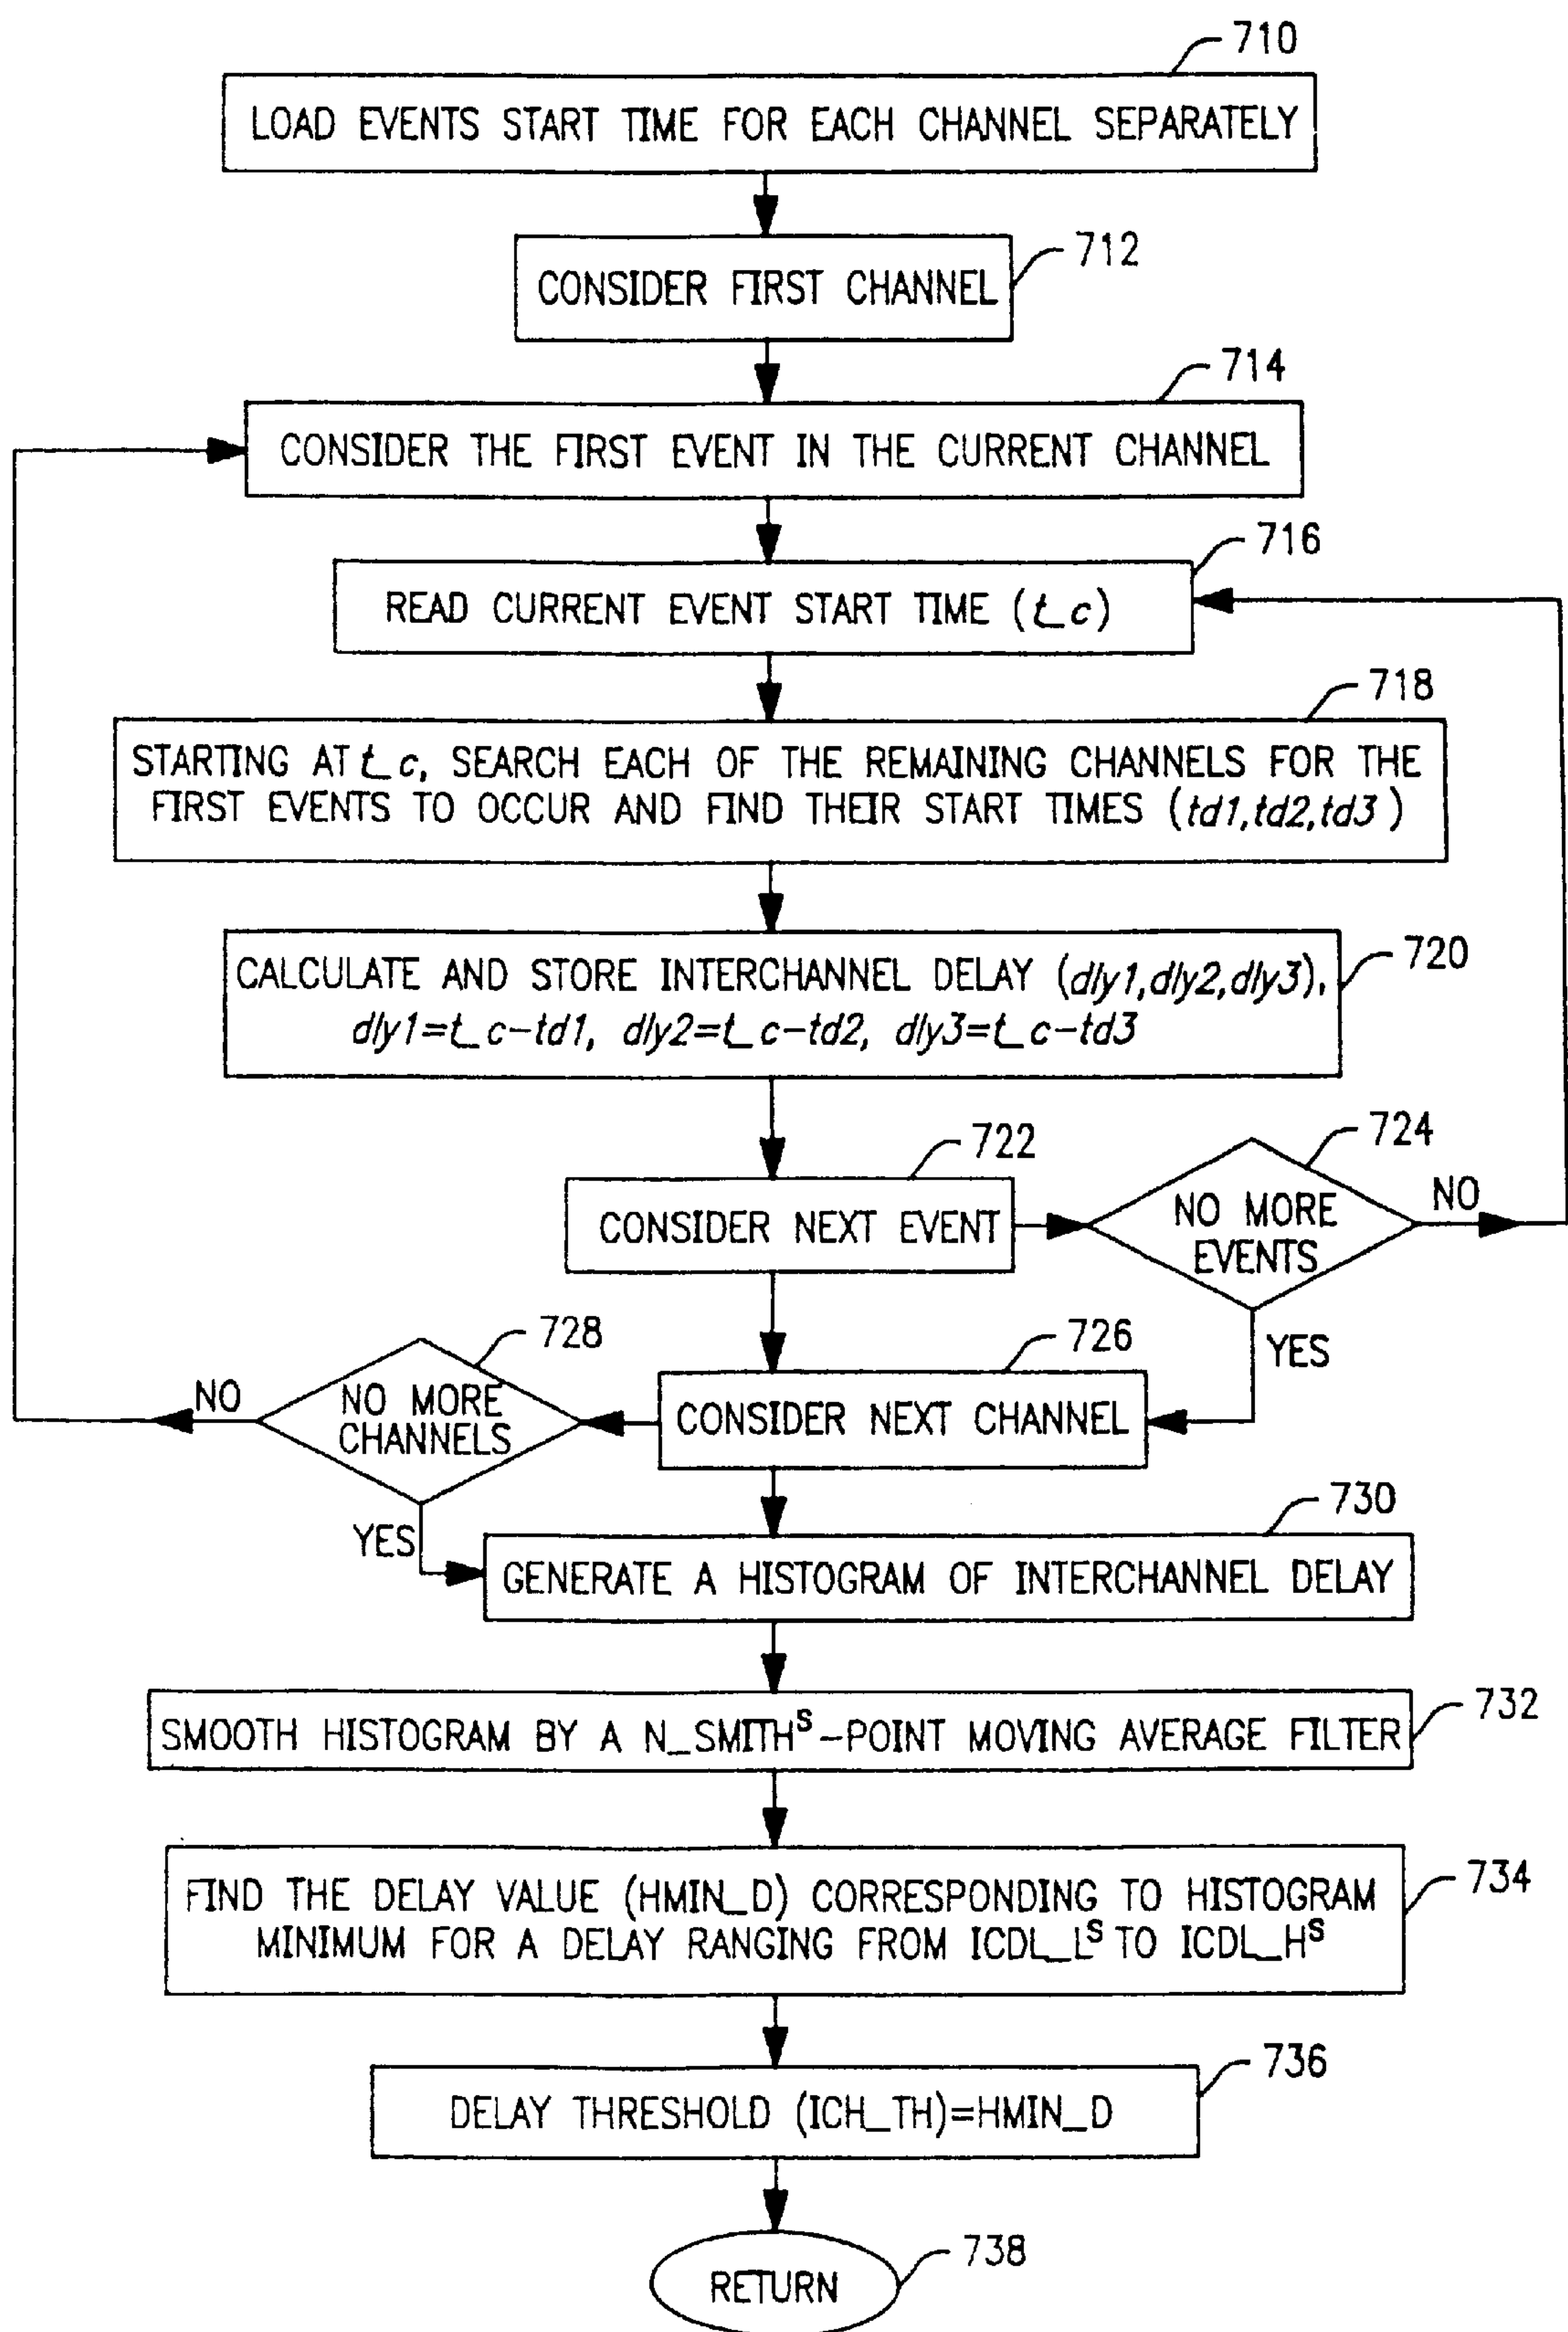 710
LOAD EVENTS START TIME FOR EACH CHANNEL SEPARATELY
712
CONSIDER FIRST CHANNEL
714
CONSIDER THE FIRST EVENT IN THE CURRENT CHANNEL
716
READ CURRENT EVENT START TIME (t_c)
718
STARTING AT t_c, SEARCH EACH OF THE REMAINING CHANNELS FOR THE
FIRST EVENTS TO OCCUR AND FIND THEIR START TIMES (td1,td2,td3)
720
CALCULATE AND STORE INTERCHANNEL DELAY (dly1,dly2,dly3),
dly1=t_c-td1, dly2=t_c-td2, dly3=t_c-td3
722
CONSIDER NEXT EVENT
724
NO MORE
EVENTS
NO
YES
726
CONSIDER NEXT CHANNEL
728
NO MORE
CHANNELS
NO
YES
730
GENERATE A HISTOGRAM OF INTERCHANNEL DELAY
732
SMOOTH HISTOGRAM BY A N_SMITH^S-POINT MOVING AVERAGE FILTER
734
FIND THE DELAY VALUE (HMIN_D) CORRESPONDING TO HISTOGRAM
MINIMUM FOR A DELAY RANGING FROM ICDL_L^S TO ICDL_H^S
736
DELAY THRESHOLD (ICH_TH)=HMIN_D
738
RETURN